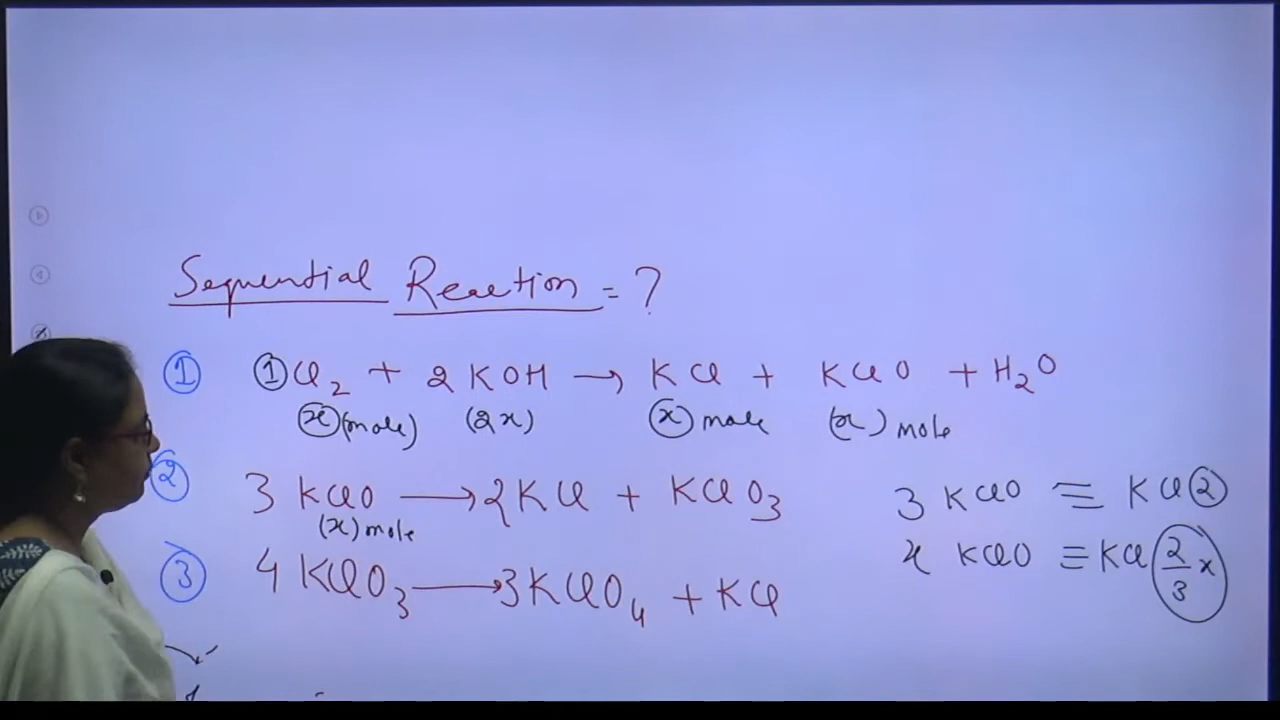 Sequential Reaction = ?
① ①Cl₂ + 2KOH → KCl + KClO + H₂O
(x)(mole) (2x) (x) mole (x) mole
② 3 KClO → 2KCl + KClO₃
(x) mole
3 KClO ≡ KCl ②
x KClO ≡ KCl (2/3 x)
③ 4 KClO₃ → 3KClO₄ + KCl